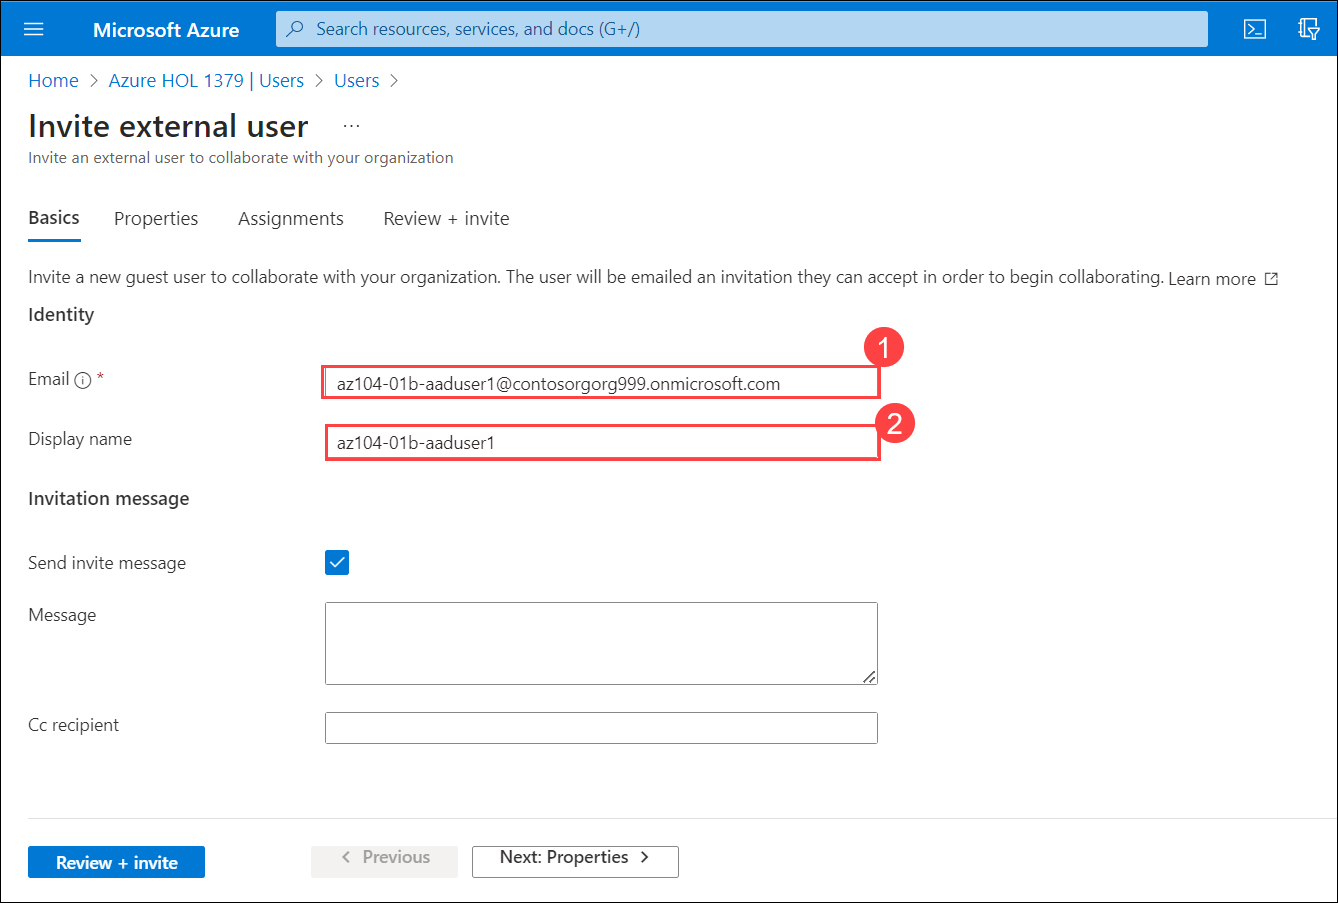 Microsoft Azure
Search resources, services, and docs (G+/)
Home > Azure HOL 1379 | Users > Users >
Invite external user ...
Invite an external user to collaborate with your organization
Basics Properties Assignments Review + invite
Invite a new guest user to collaborate with your organization. The user will be emailed an invitation they can accept in order to begin collaborating. Learn more
Identity
1
Email * az104-01b-aaduser1@contosorgorg999.onmicrosoft.com
2
Display name az104-01b-aaduser1
Invitation message
Send invite message
Message
Cc recipient
Review + invite < Previous Next: Properties >